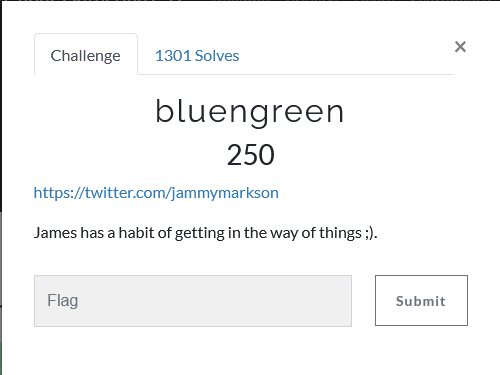 Challenge
1301 Solves
×
bluengreen
250
https://twitter.com/jammymarkson
James has a habit of getting in the way of things ;).
Flag
Submit